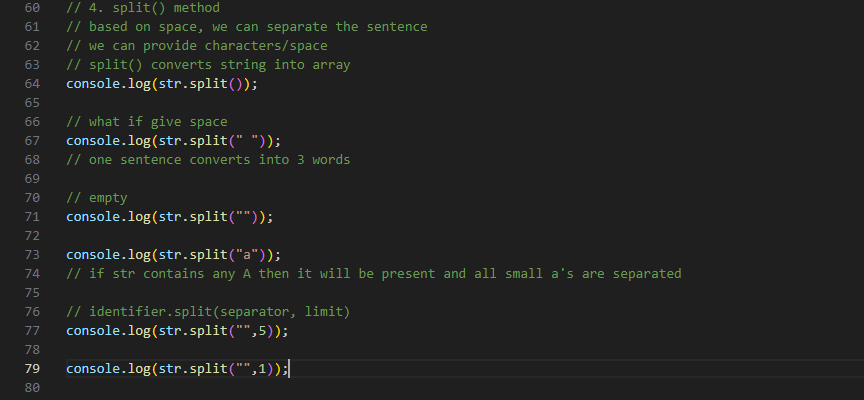 60 // 4. split() method
61 // based on space, we can separate the sentence
62 // we can provide characters/space
63 // split() converts string into array
64 console.log(str.split());
65
66 // what if give space
67 console.log(str.split(" "));
68 // one sentence converts into 3 words
69
70 // empty
71 console.log(str.split(""));
72
73 console.log(str.split("a"));
74 // if str contains any A then it will be present and all small a's are separated
75
76 // identifier.split(separator, limit)
77 console.log(str.split("",5));
78
79 console.log(str.split("",1));
80